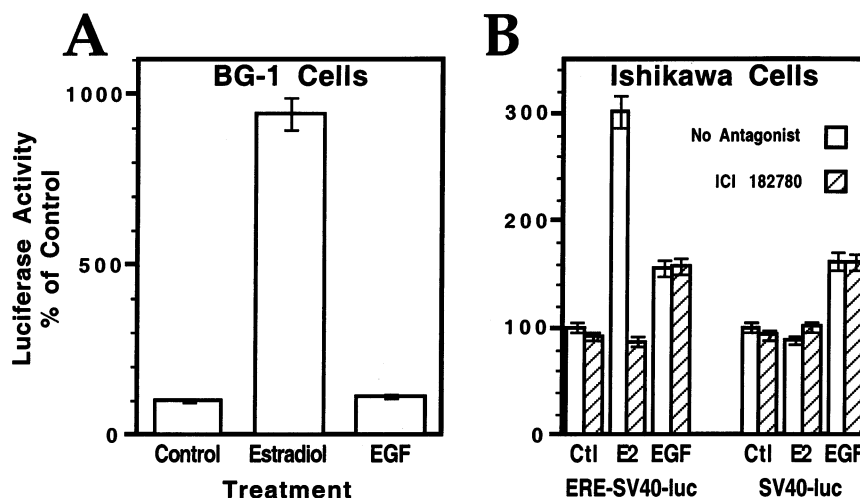 A
BG-1 Cells
Luciferase Activity
% of Control
1000
500
0
Control Estradiol EGF
Treatment
B
Ishikawa Cells
No Antagonist
ICI 182780
300
200
100
0
Ctl E2 EGF Ctl E2 EGF
ERE-SV40-luc SV40-luc